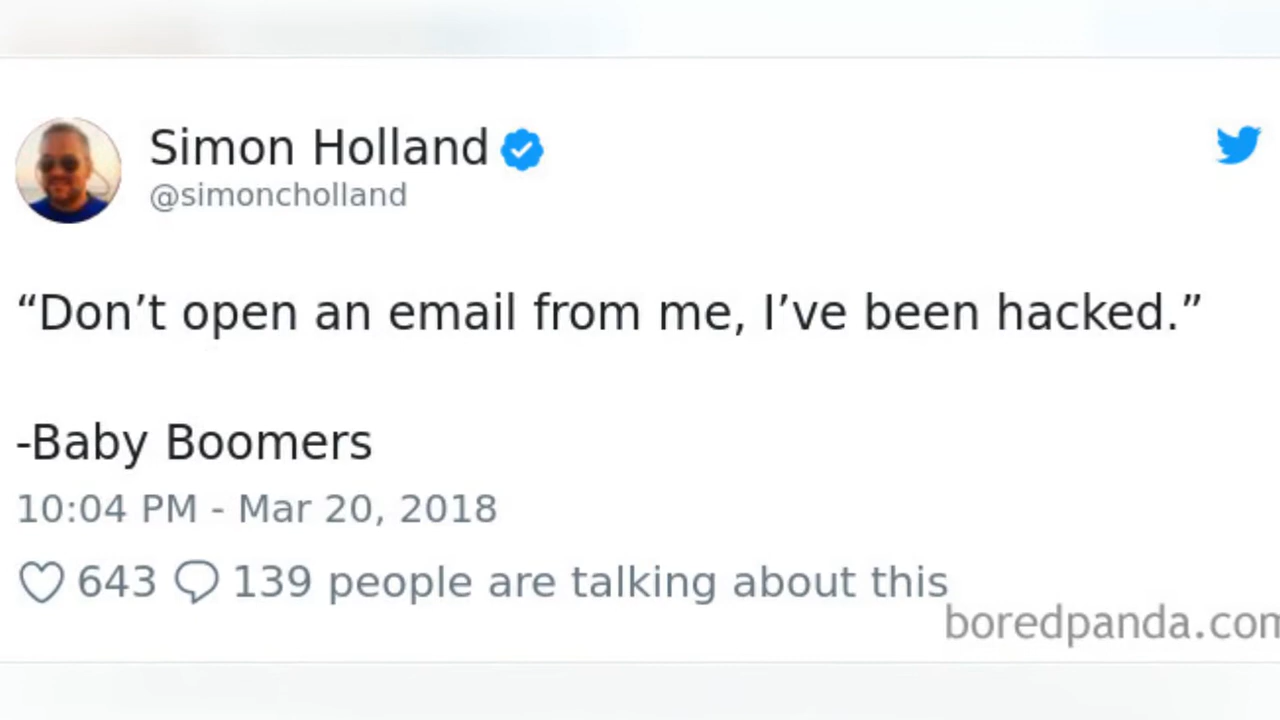 Simon Holland
@simoncholland
“Don’t open an email from me, I’ve been hacked.”
-Baby Boomers
10:04 PM - Mar 20, 2018
643 139 people are talking about this
boredpanda.com